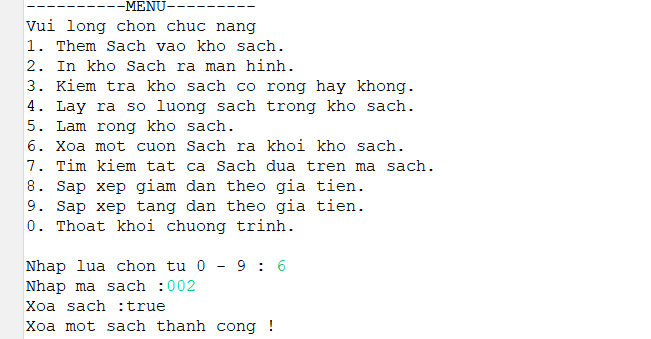 ----------MENU---------
Vui long chon chuc nang
1. Them Sach vao kho sach.
2. In kho Sach ra man hinh.
3. Kiem tra kho sach co rong hay khong.
4. Lay ra so luong sach trong kho sach.
5. Lam rong kho sach.
6. Xoa mot cuon Sach ra khoi kho sach.
7. Tim kiem tat ca Sach dua tren ma sach.
8. Sap xep giam dan theo gia tien.
9. Sap xep tang dan theo gia tien.
0. Thoat khoi chuong trinh.
Nhap lua chon tu 0 - 9 : 6
Nhap ma sach :002
Xoa sach :true
Xoa mot sach thanh cong !